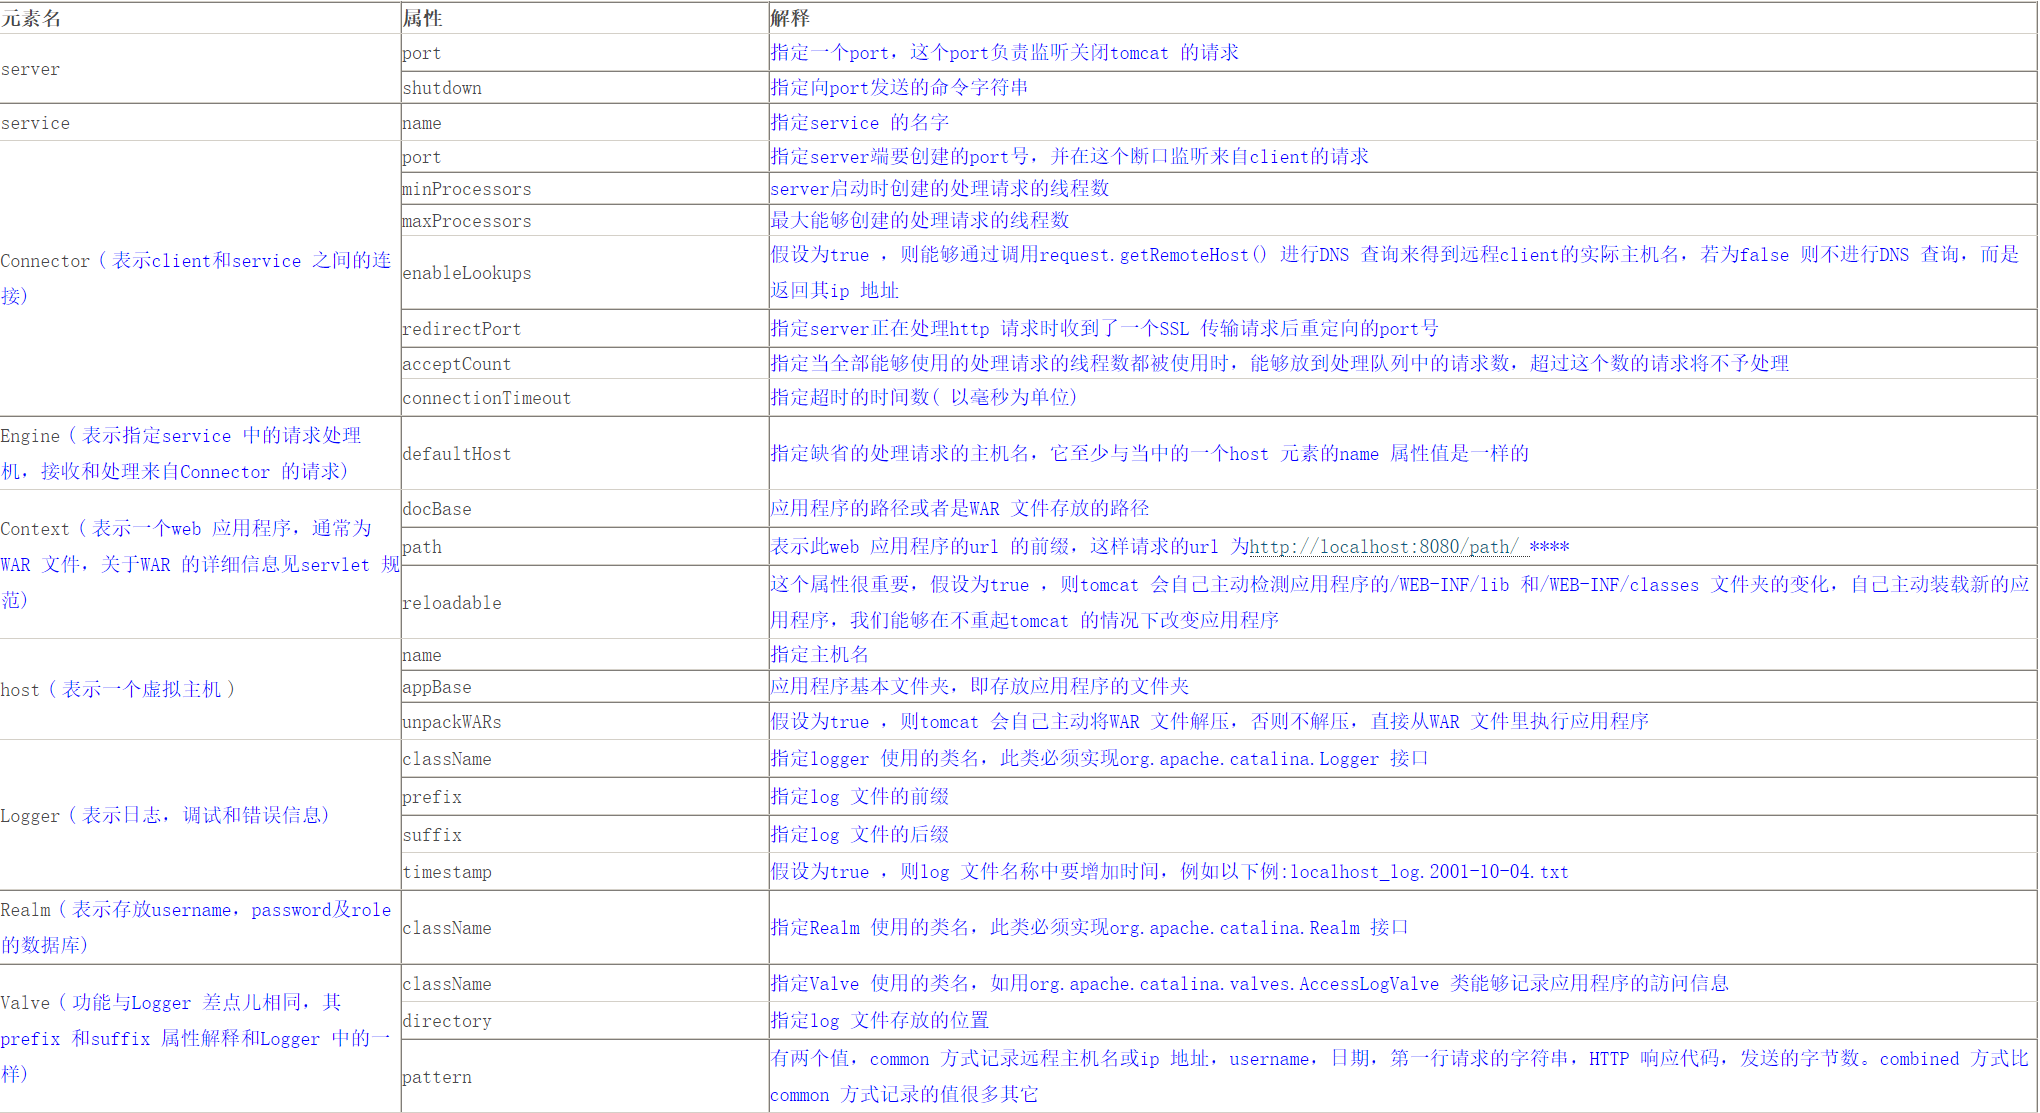 元素名 属性 解释
server
port 指定一个port，这个port负责监听关闭tomcat 的请求
shutdown 指定向port发送的命令字符串
service name 指定service 的名字
Connector（表示client和service 之间的连
接)
port 指定server端要创建的port号，并在这个断口监听来自client的请求
minProcessors server启动时创建的处理请求的线程数
maxProcessors 最大能够创建的处理请求的线程数
enableLookups 假设为true ，则能够通过调用request.getRemoteHost() 进行DNS 查询来得到远程client的实际主机名，若为false 则不进行DNS 查询，而是
返回其ip 地址
redirectPort 指定server正在处理http 请求时收到了一个SSL 传输请求后重定向的port号
acceptCount 指定当全部能够使用的处理请求的线程数都被使用时，能够放到处理队列中的请求数，超过这个数的请求将不予处理
connectionTimeout 指定超时的时间数( 以毫秒为单位)
Engine（表示指定service 中的请求处理
机，接收和处理来自Connector 的请求)
defaultHost 指定缺省的处理请求的主机名，它至少与当中的一个host 元素的name 属性值是一样的
Context（表示一个web 应用程序，通常为
WAR 文件，关于WAR 的详细信息见servlet 规
范)
docBase 应用程序的路径或者是WAR 文件存放的路径
path 表示此web 应用程序的url 的前缀，这样请求的url 为http://localhost:8080/path/ ****
reloadable 这个属性很重要，假设为true ，则tomcat 会自己主动检测应用程序的/WEB-INF/lib 和/WEB-INF/classes 文件夹的变化，自己主动装载新的应
用程序，我们能够在不重起tomcat 的情况下改变应用程序
host（表示一个虚拟主机）
name 指定主机名
appBase 应用程序基本文件夹，即存放应用程序的文件夹
unpackWARs 假设为true ，则tomcat 会自己主动将WAR 文件解压，否则不解压，直接从WAR 文件里执行应用程序
Logger（表示日志，调试和错误信息)
className 指定logger 使用的类名，此类必须实现org.apache.catalina.Logger 接口
prefix 指定log 文件的前缀
suffix 指定log 文件的后缀
timestamp 假设为true ，则log 文件名称中要增加时间，例如以下例:localhost_log.2001-10-04.txt
Realm（表示存放username，password及role
的数据库)
className 指定Realm 使用的类名，此类必须实现org.apache.catalina.Realm 接口
Valve（功能与Logger 差点儿相同，其
prefix 和suffix 属性解释和Logger 中的一
样)
className 指定Valve 使用的类名，如用org.apache.catalina.valves.AccessLogValve 类能够记录应用程序的訪问信息
directory 指定log 文件存放的位置
pattern 有两个值，common 方式记录远程主机名或ip 地址，username，日期，第一行请求的字符串，HTTP 响应代码，发送的字节数。combined 方式比
common 方式记录的值很多其它